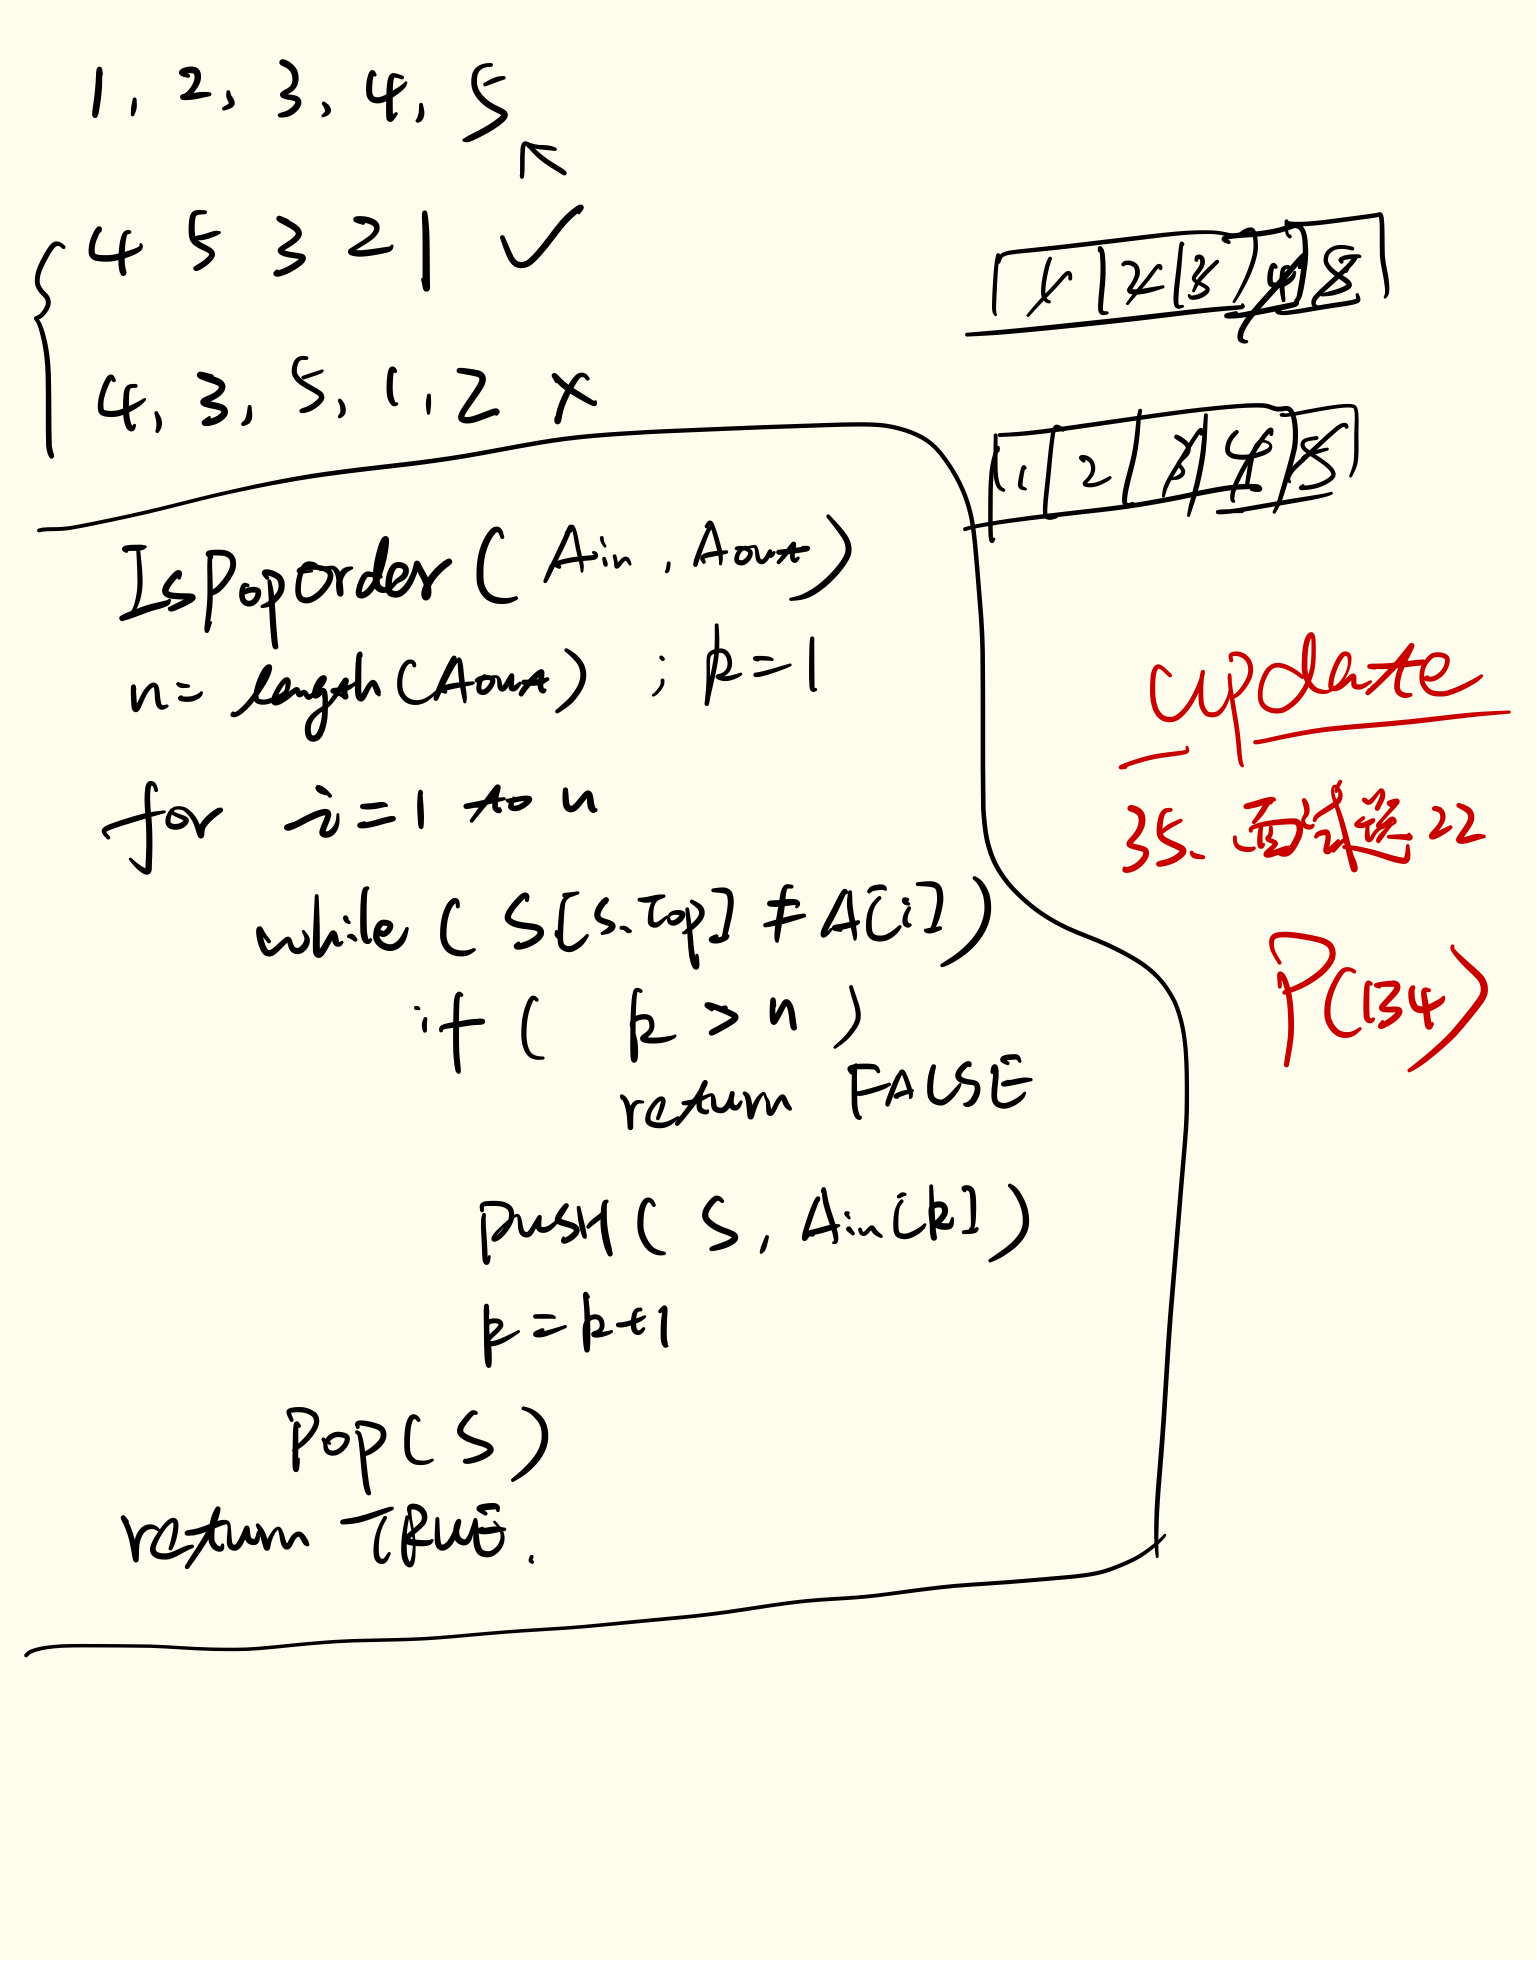 1, 2, 3, 4, 5
4 5 3 2 1 ✓
4, 3, 5, 1, 2 ×
1 2 3 4 5
1 2 3 4 5
IsPopOrder (Ain, Aout)
n = length (Aout) ; k = 1
for i = 1 to n
while ( S[S.Top] ≠ A[i])
if ( k > n )
return FALSE
PUSH ( S, Ain[k])
k = k+1
Pop ( S )
return TRUE.
update
35. 面试题 22
P(134)